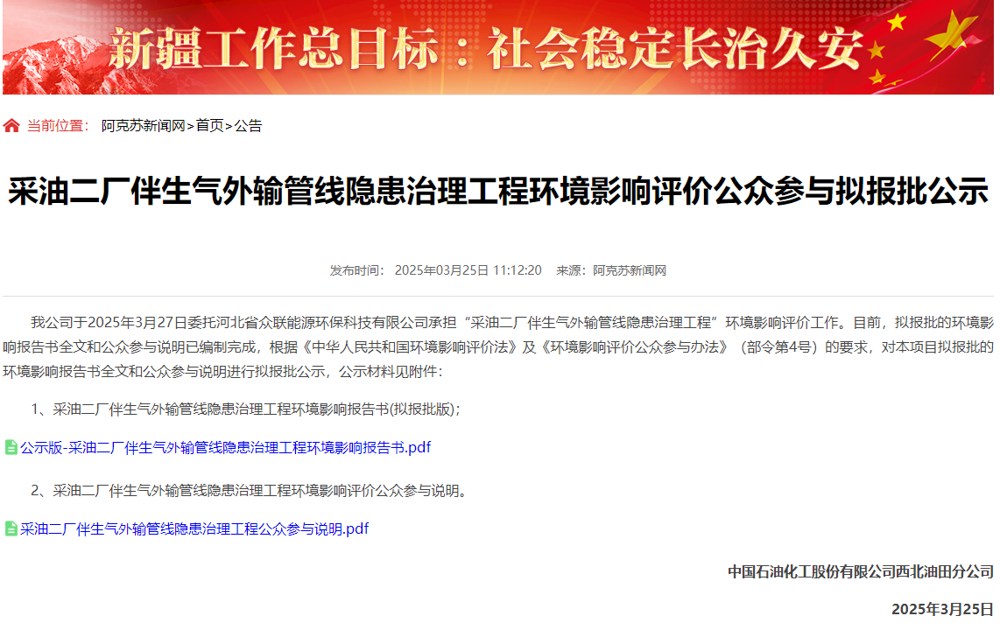 新疆工作总目标：社会稳定长治久安
当前位置： 阿克苏新闻网>首页>公告
采油二厂伴生气外输管线隐患治理工程环境影响评价公众参与拟报批公示
发布时间： 2025年03月25日 11:12:20 来源：阿克苏新闻网
我公司于2025年3月27日委托河北省众联能源环保科技有限公司承担“采油二厂伴生气外输管线隐患治理工程”环境影响评价工作。目前，拟报批的环境影
响报告书全文和公众参与说明已编制完成，根据《中华人民共和国环境影响评价法》及《环境影响评价公众参与办法》（部令第4号）的要求，对本项目拟报批的
环境影响报告书全文和公众参与说明进行拟报批公示，公示材料见附件：
1、采油二厂伴生气外输管线隐患治理工程环境影响报告书(拟报批版)；
公示版-采油二厂伴生气外输管线隐患治理工程环境影响报告书.pdf
2、采油二厂伴生气外输管线隐患治理工程环境影响评价公众参与说明。
采油二厂伴生气外输管线隐患治理工程公众参与说明.pdf
中国石油化工股份有限公司西北油田分公司
2025年3月25日